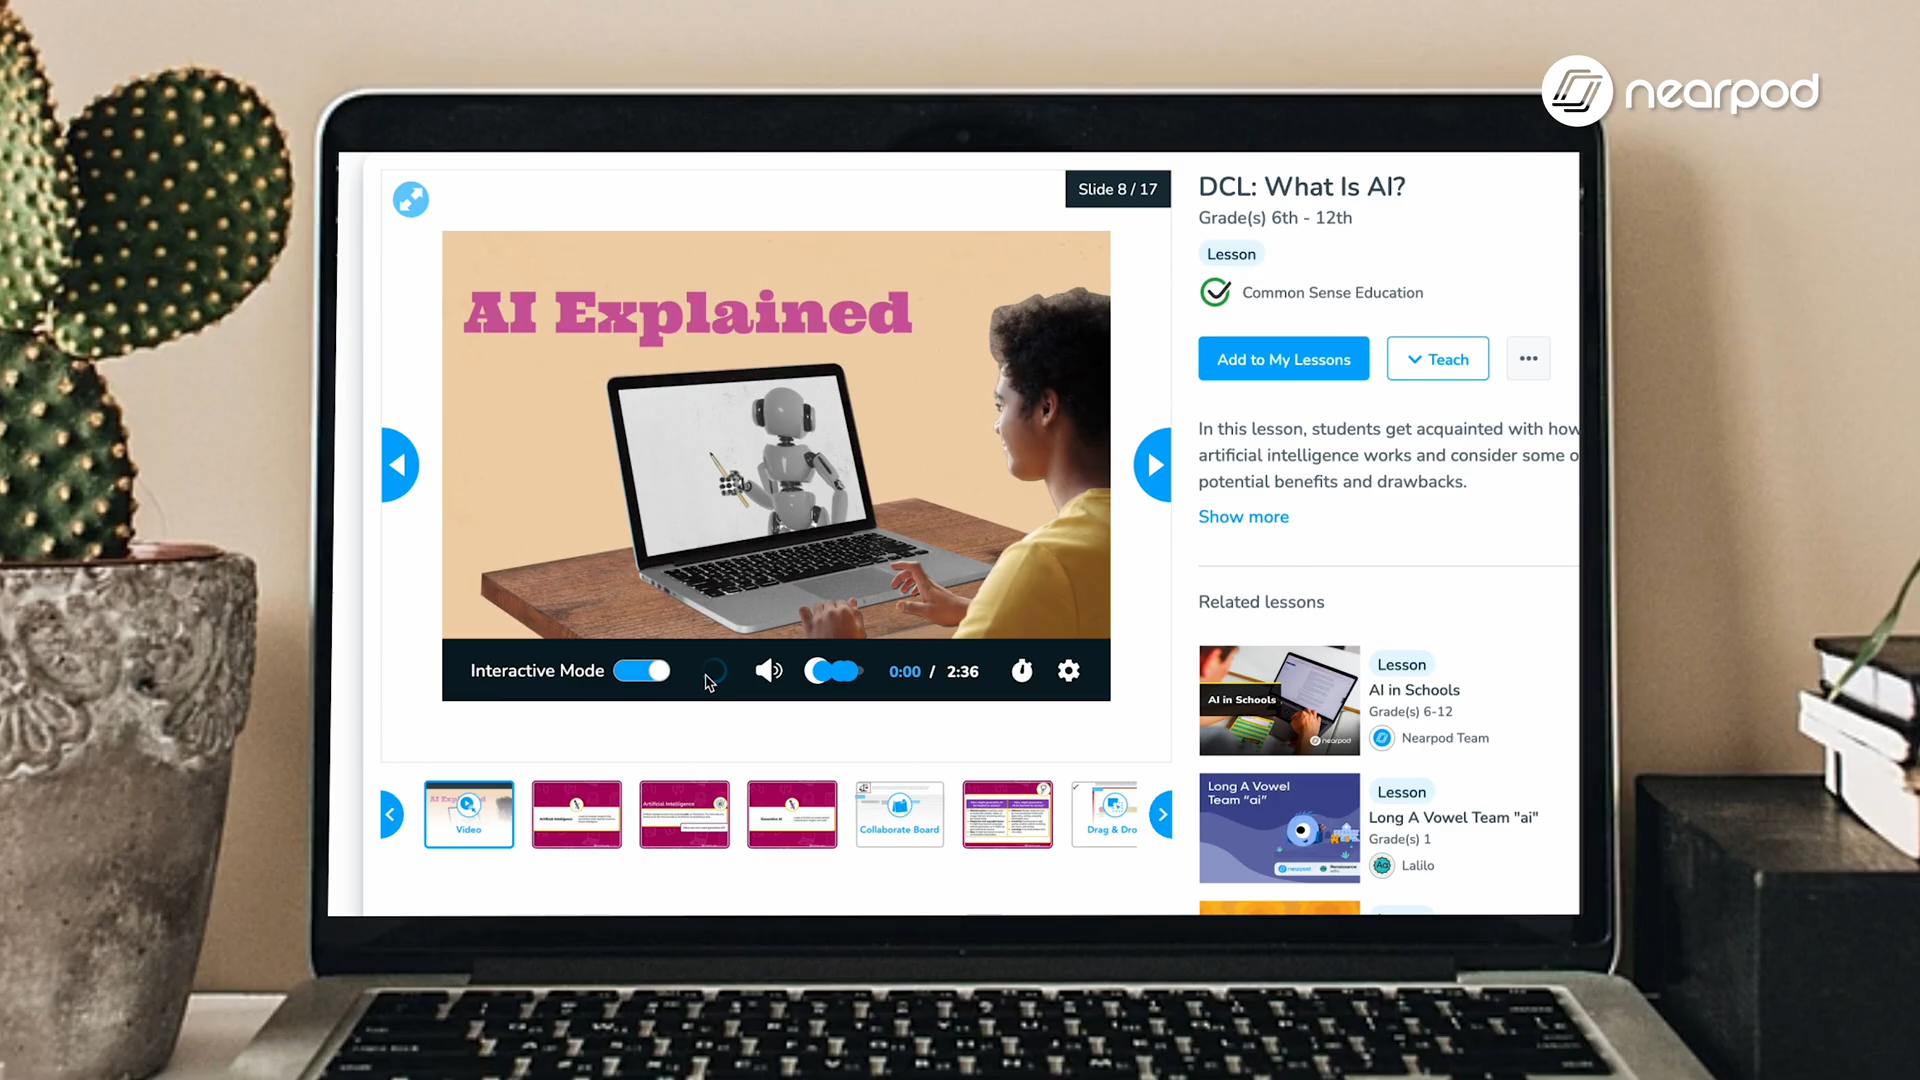 nearpod
Slide 8 / 17
AI Explained
Interactive Mode
0:00 / 2:36
Video
Artificial Intelligence
Collaborate Board
Drag & Dro
DCL: What Is AI?
Grade(s) 6th - 12th
Lesson
Common Sense Education
Add to My Lessons
Teach
In this lesson, students get acquainted with how
artificial intelligence works and consider some o
potential benefits and drawbacks.
Show more
Related lessons
AI in Schools
nearpod
Lesson
AI in Schools
Grade(s) 6-12
Nearpod Team
Long A Vowel
Team "ai"
nearpod
Lesson
Long A Vowel Team "ai"
Grade(s) 1
Lalilo